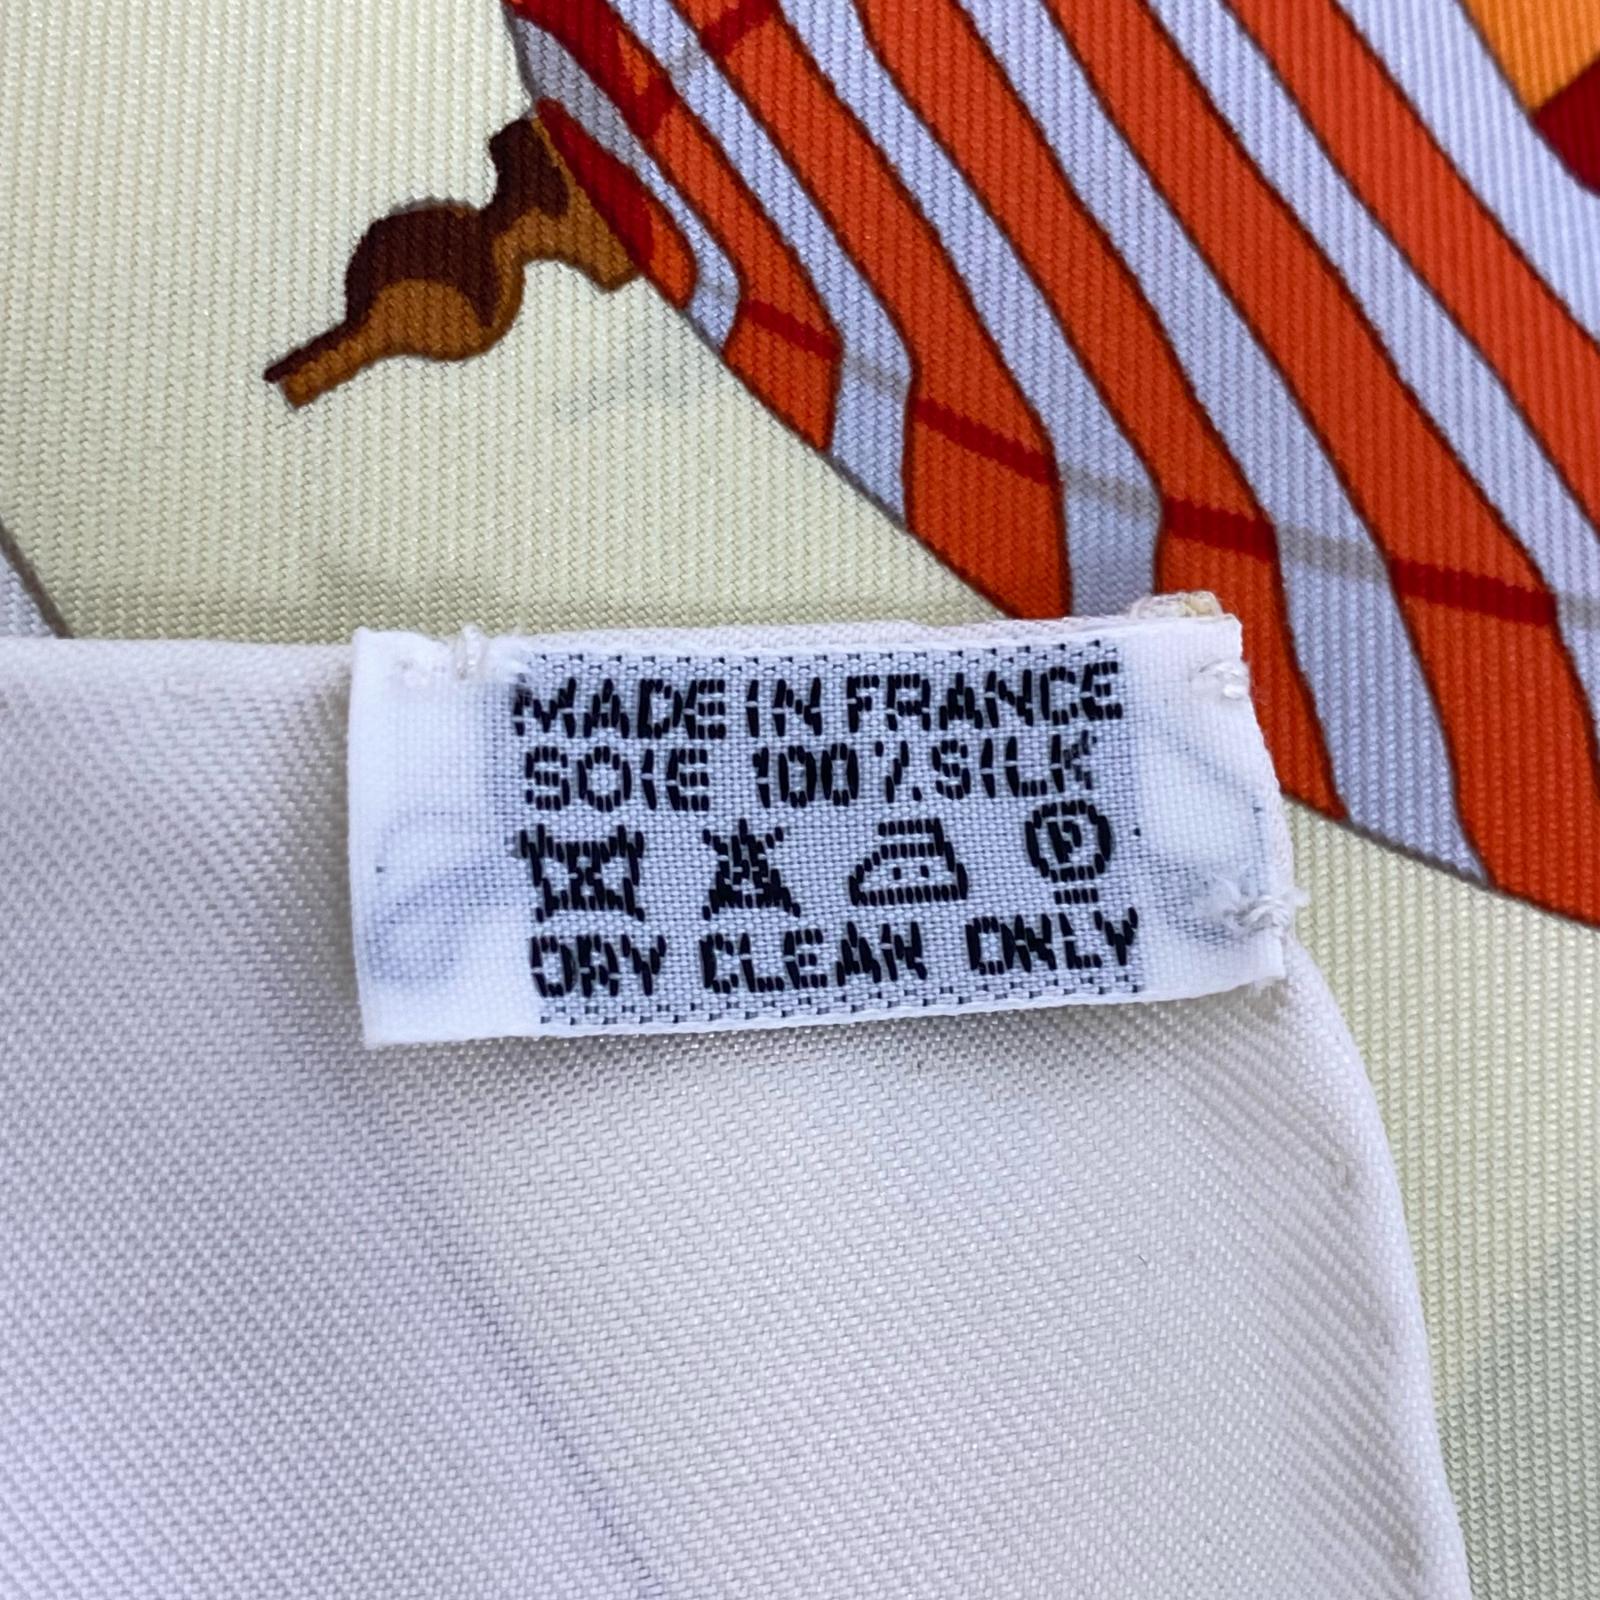 MADE IN FRANCE
SOIE 100% SILK
P
DRY CLEAN ONLY